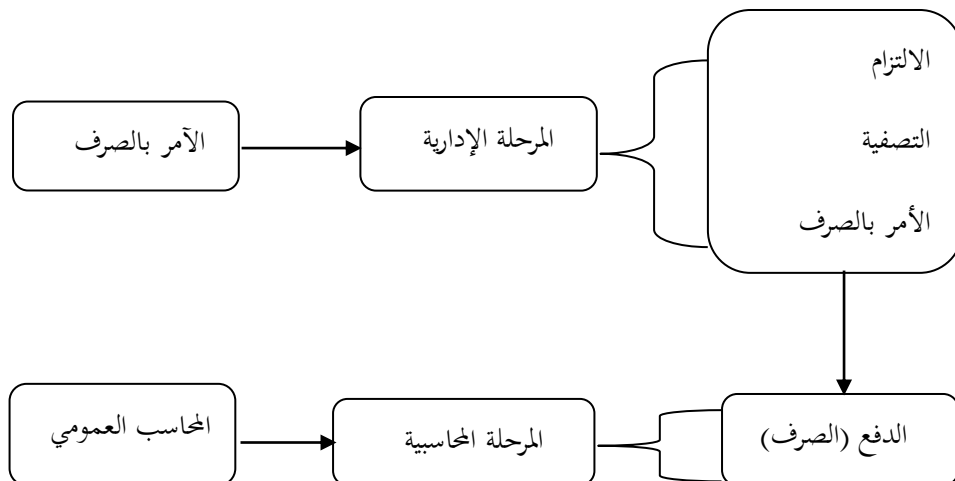 الالتزام
التصفية
الأمر بالصرف
المرحلة الإدارية
الآمر بالصرف
الدفع (الصرف)
المرحلة المحاسبية
المحاسب العمومي